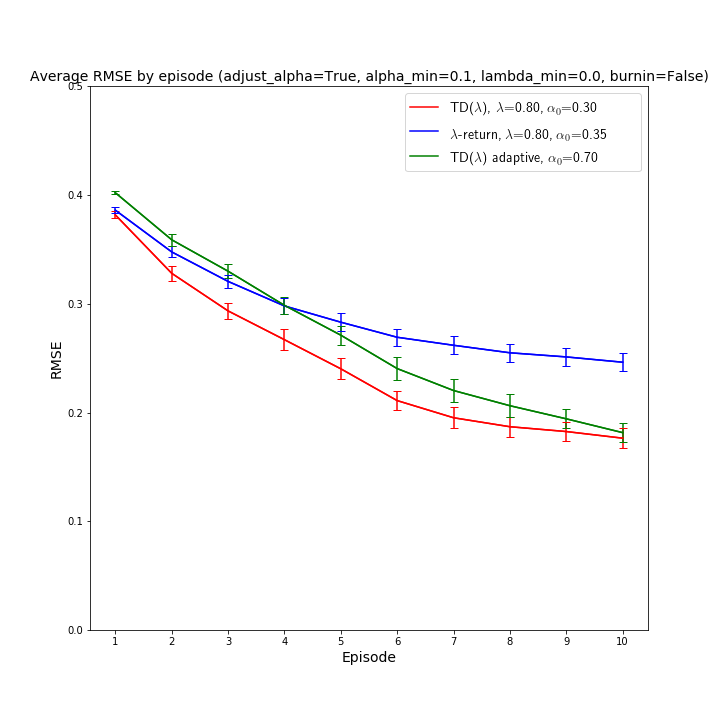 Average RMSE by episode (adjust_alpha=True, alpha_min=0.1, lambda_min=0.0, burnin=False)
TD(λ), λ=0.80, α₀=0.30
λ-return, λ=0.80, α₀=0.35
TD(λ) adaptive, α₀=0.70
0.5
0.4
0.3
0.2
0.1
0.0
RMSE
1 2 3 4 5 6 7 8 9 10
Episode